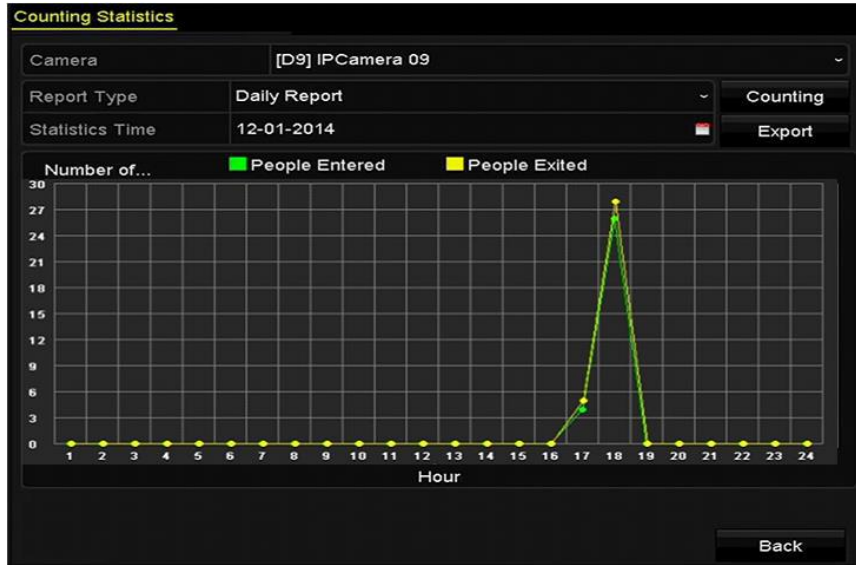 Counting Statistics
Camera [D9] IPCamera 09
Report Type Daily Report Counting
Statistics Time 12-01-2014 Export
Number of... People Entered People Exited
30
27
24
21
18
15
12
9
6
3
0
1 2 3 4 5 6 7 8 9 10 11 12 13 14 15 16 17 18 19 20 21 22 23 24
Hour
Back